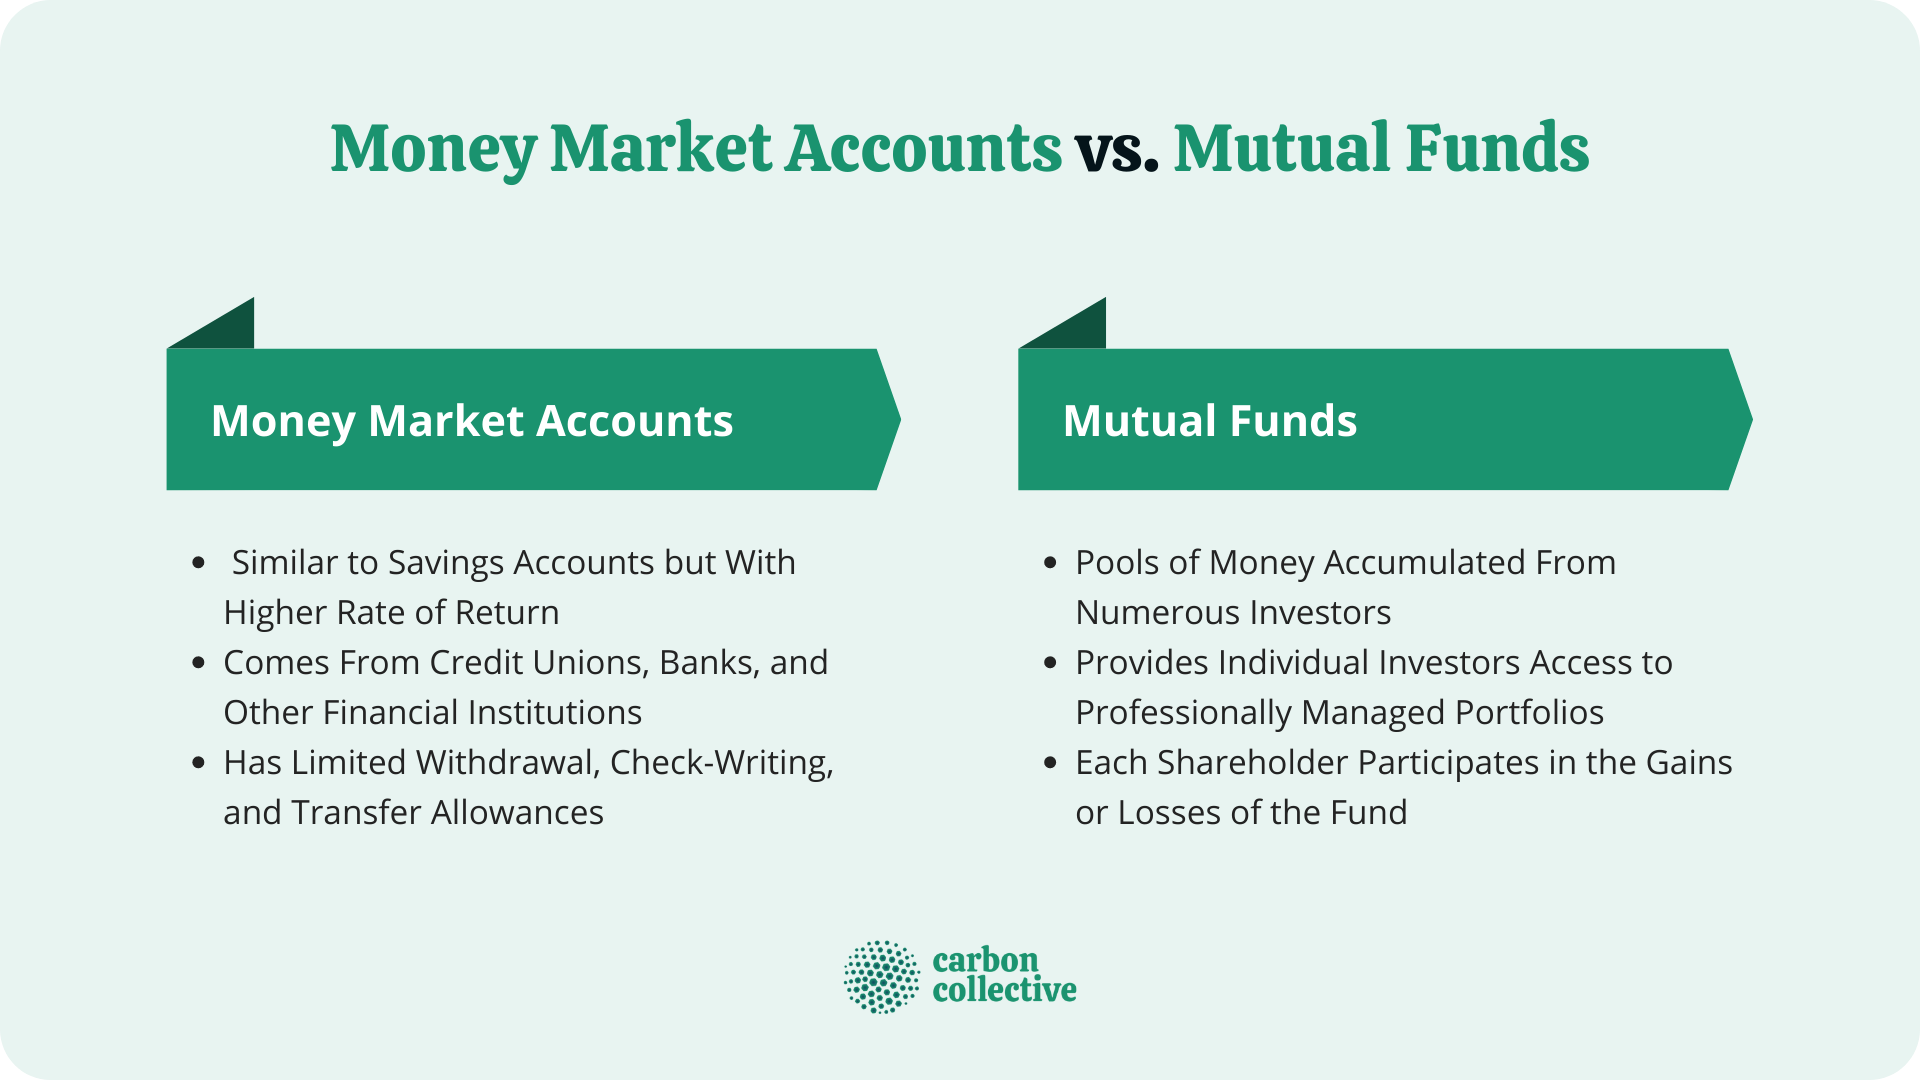 Money Market Accounts vs. Mutual Funds
Money Market Accounts
Similar to Savings Accounts but With
Higher Rate of Return
Comes From Credit Unions, Banks, and
Other Financial Institutions
Has Limited Withdrawal, Check-Writing,
and Transfer Allowances
Mutual Funds
Pools of Money Accumulated From
Numerous Investors
Provides Individual Investors Access to
Professionally Managed Portfolios
Each Shareholder Participates in the Gains
or Losses of the Fund
carbon
collective